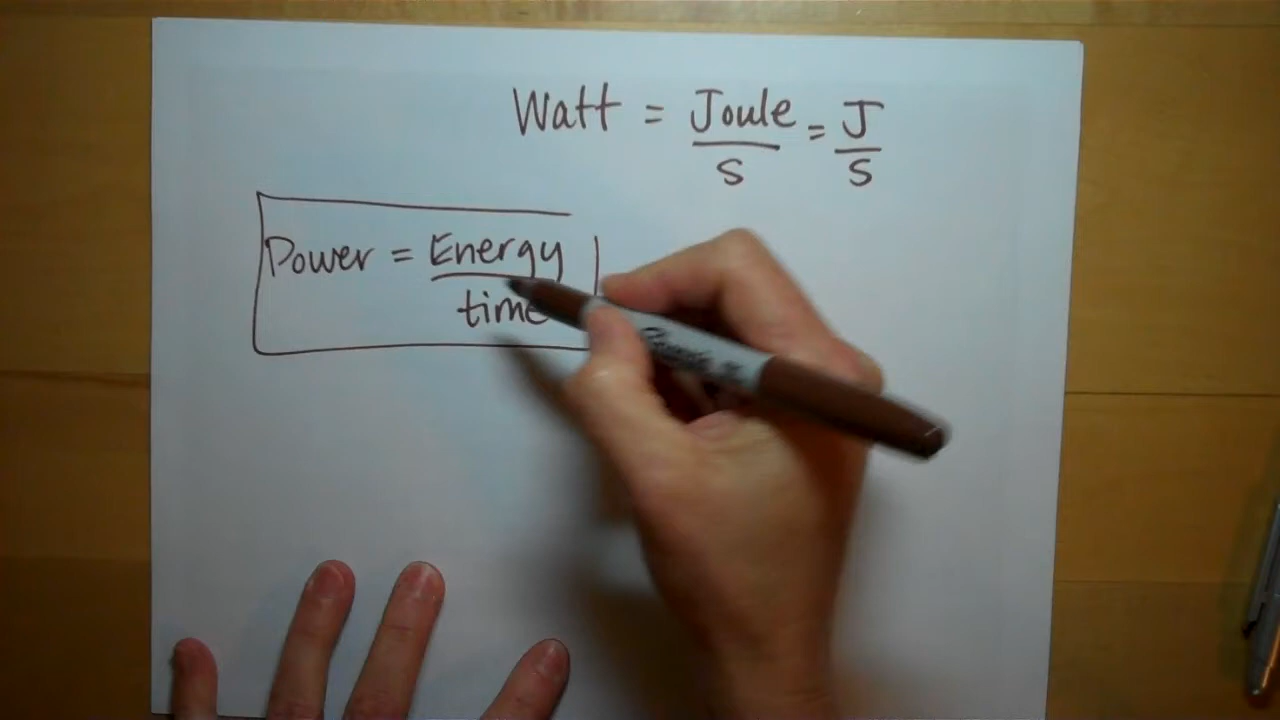 Watt = Joule/s = J/s
Power = Energy/time